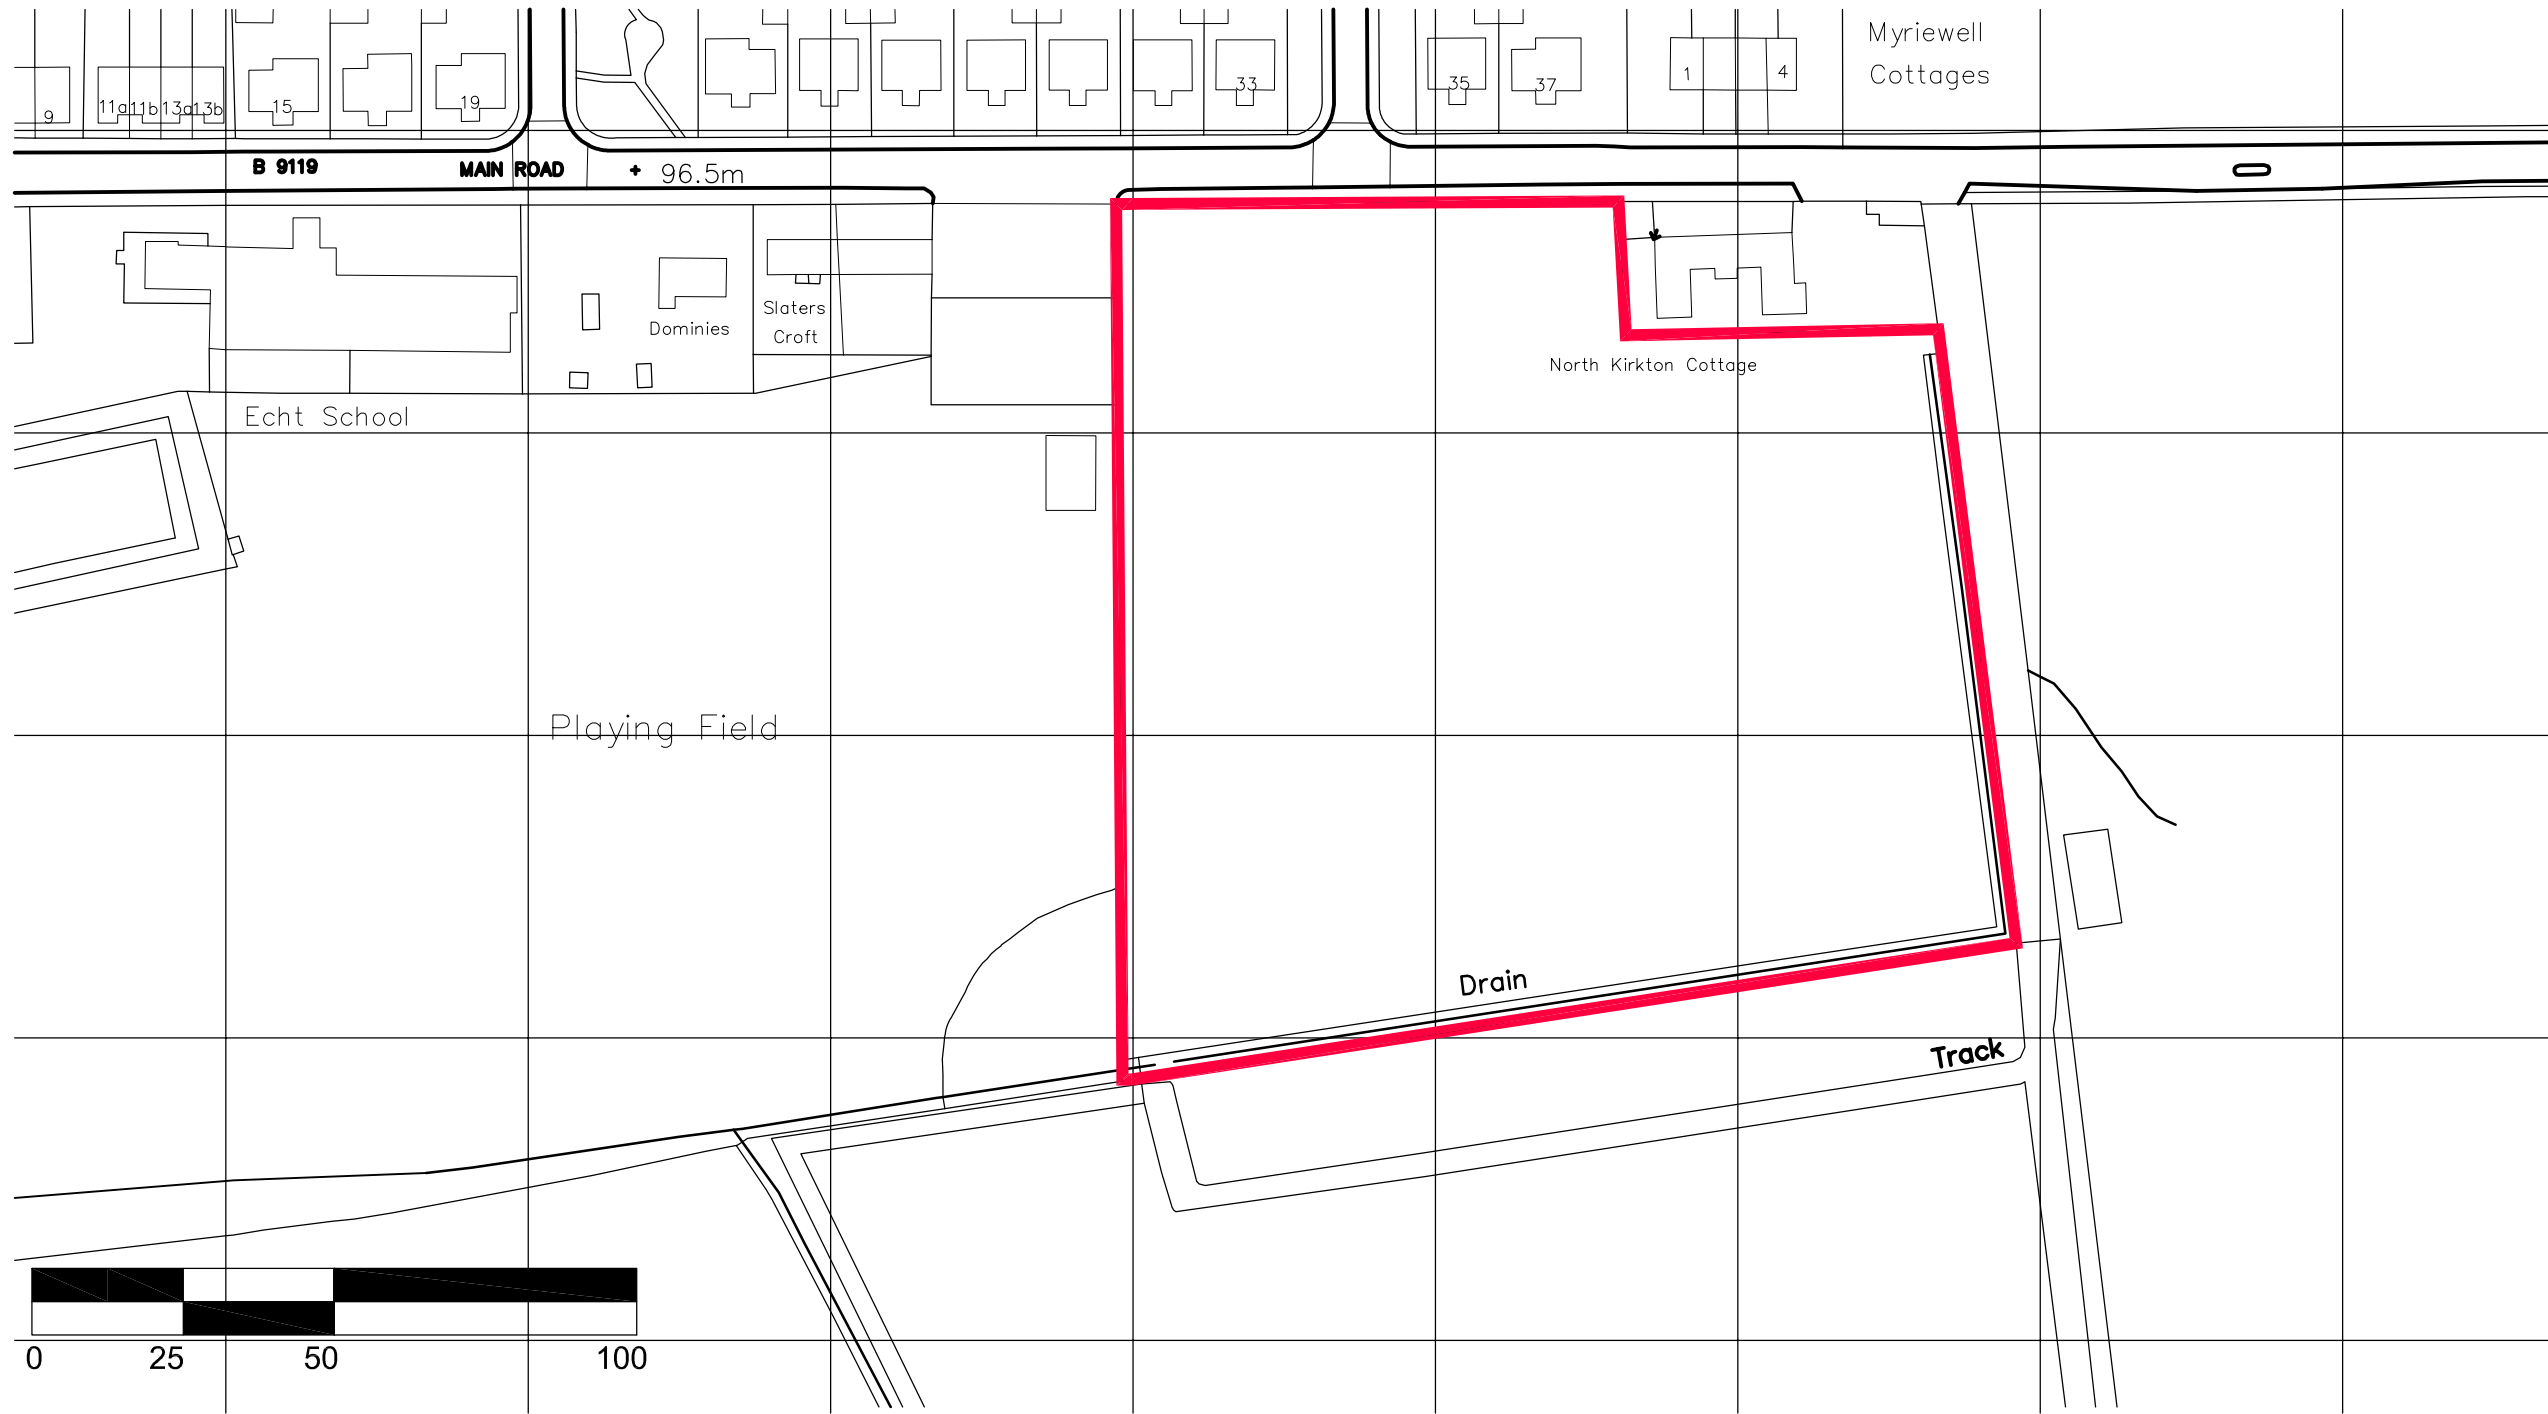 Myriewell
Cottages
9
11a
11b
13a
13b
15
19
33
35
37
1
4
B 9119
MAIN ROAD
96.5m
Slaters
Croft
Dominies
North Kirkton Cottage
Echt School
Playing Field
Drain
Track
0
25
50
100